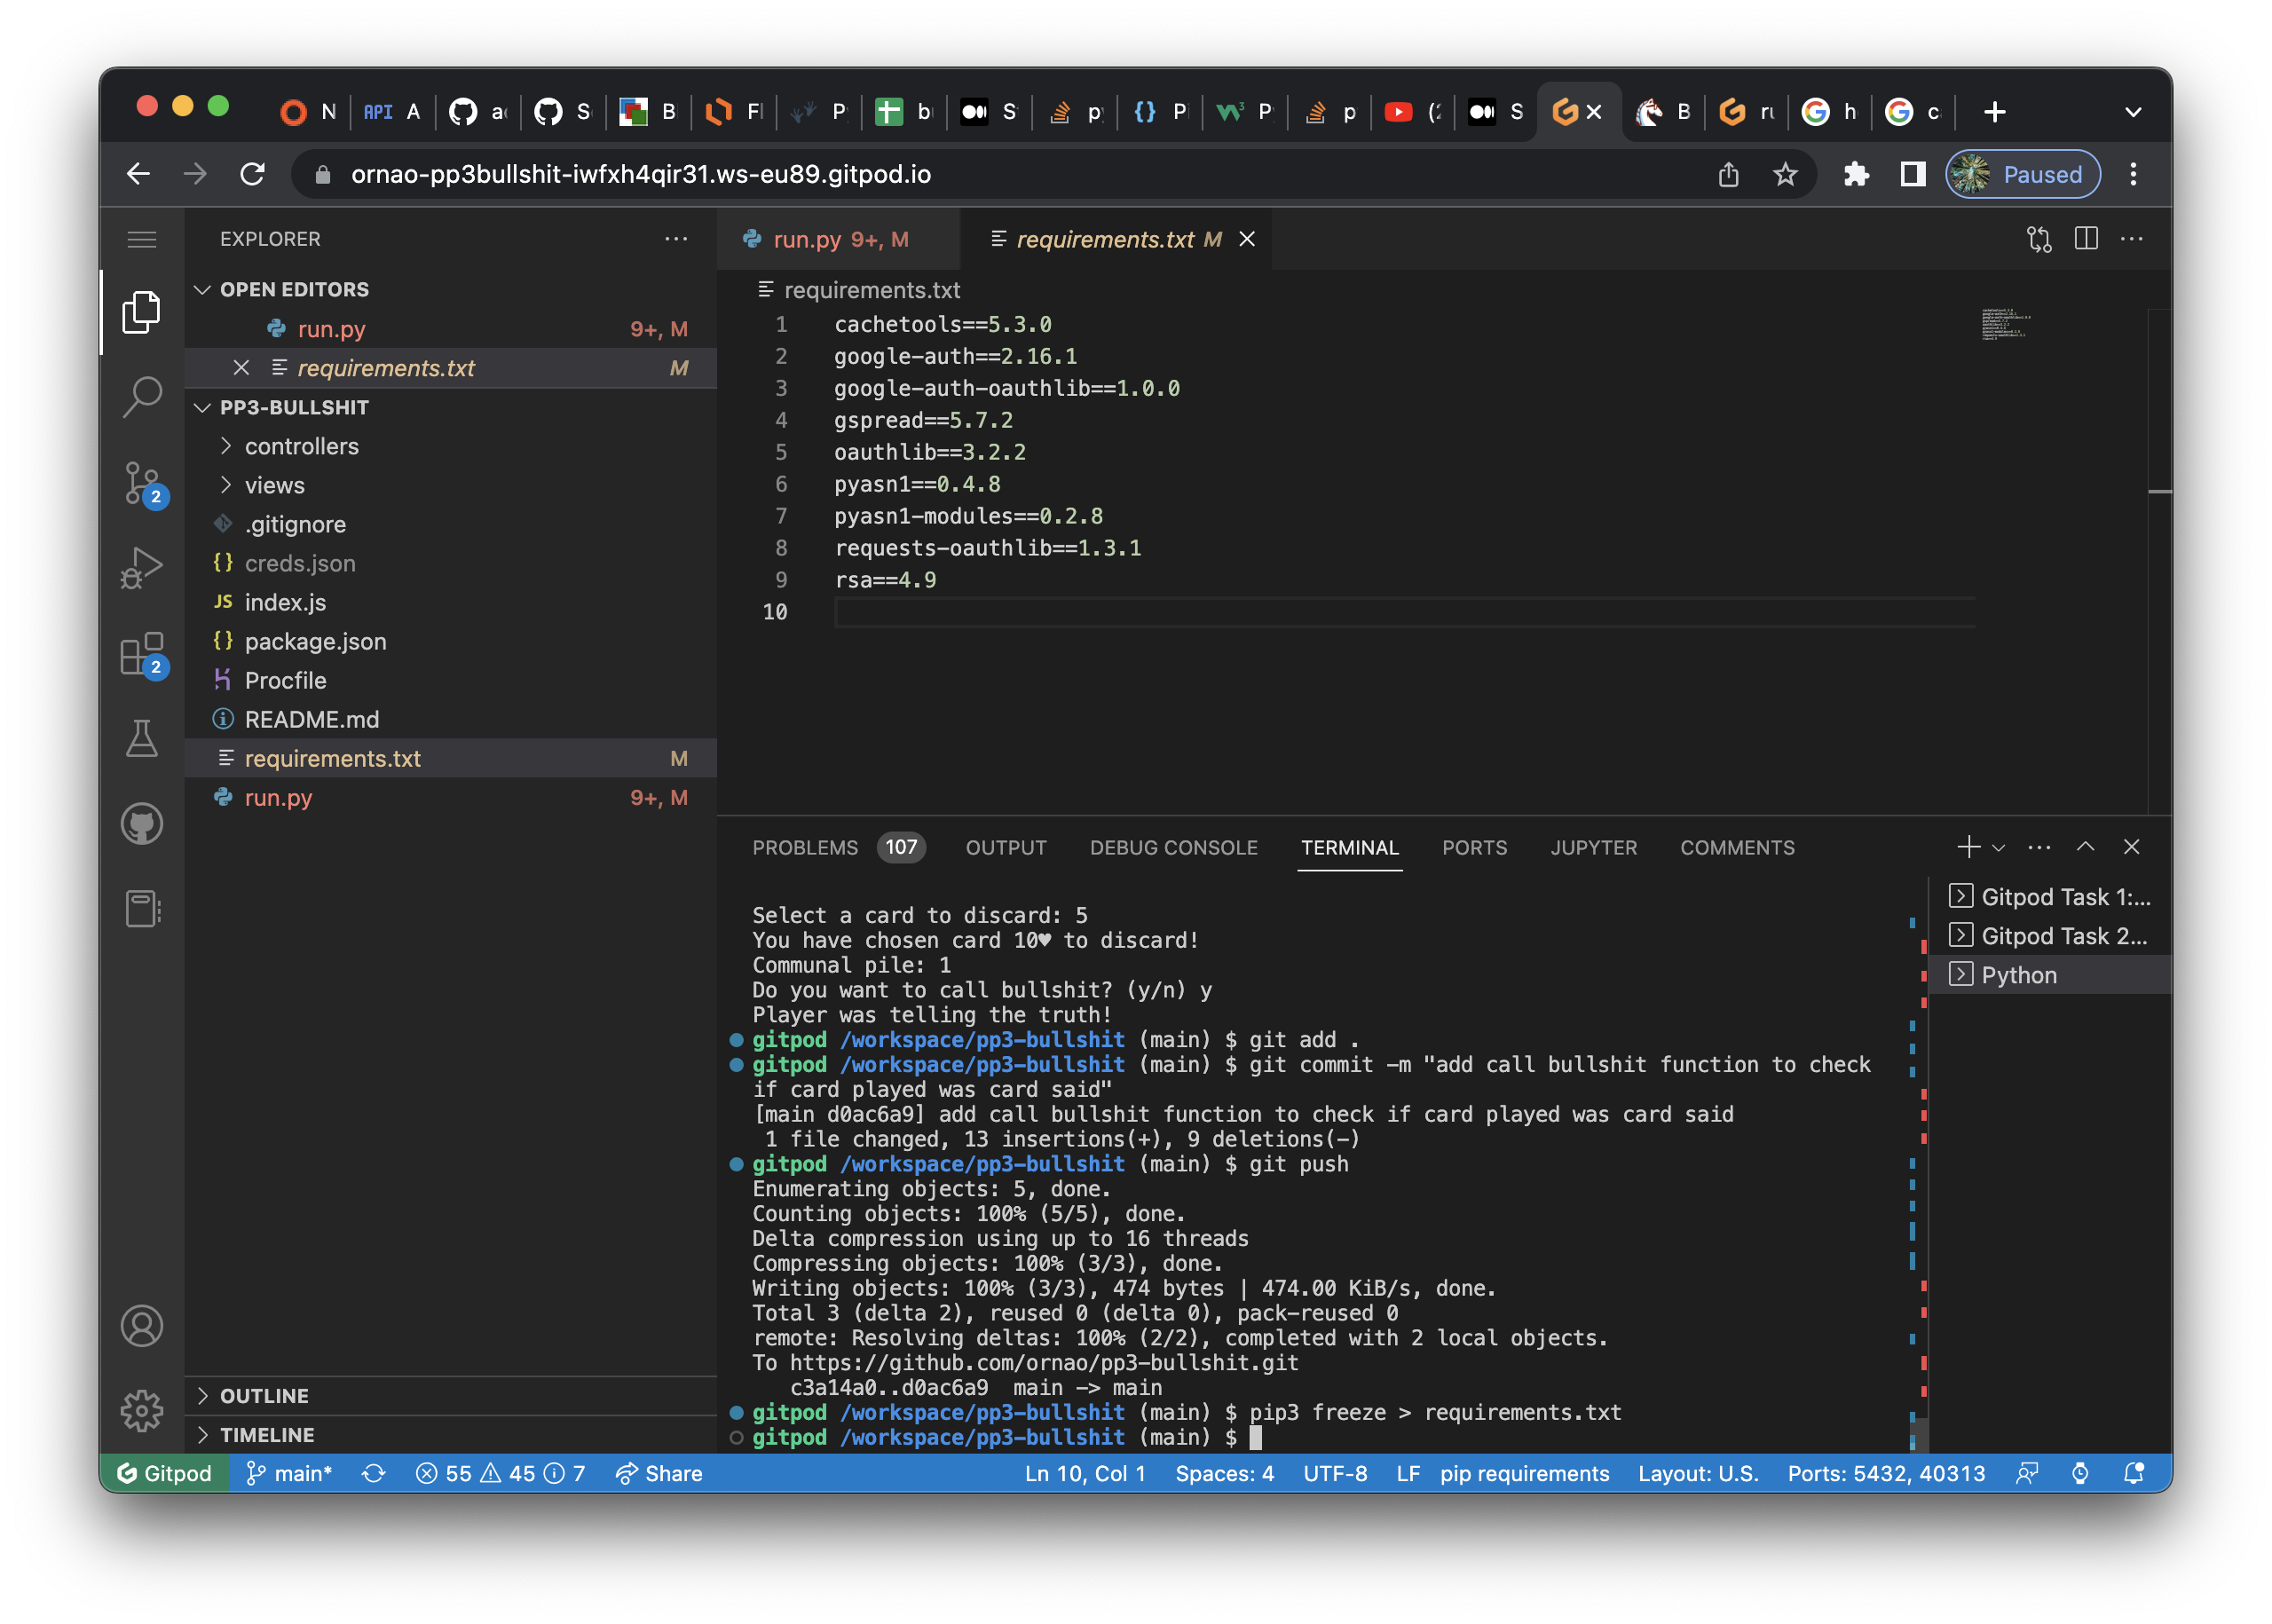 N
API A
S
B
Fl
P
b
S
p
P
P
p
S
B
ru
h
c
ornao-pp3bullshit-iwfxh4qir31.ws-eu89.gitpod.io
Paused
EXPLORER
OPEN EDITORS
run.py 9+, M
requirements.txt M
PP3-BULLSHIT
controllers
views
.gitignore
creds.json
JS index.js
package.json
Procfile
README.md
requirements.txt M
run.py 9+, M
OUTLINE
TIMELINE
2
2
run.py 9+, M
requirements.txt M
requirements.txt
1 cachetools==5.3.0
2 google-auth==2.16.1
3 google-auth-oauthlib==1.0.0
4 gspread==5.7.2
5 oauthlib==3.2.2
6 pyasn1==0.4.8
7 pyasn1-modules==0.2.8
8 requests-oauthlib==1.3.1
9 rsa==4.9
10
PROBLEMS 107 OUTPUT DEBUG CONSOLE TERMINAL PORTS JUPYTER COMMENTS
Select a card to discard: 5
You have chosen card 10♥ to discard!
Communal pile: 1
Do you want to call bullshit? (y/n) y
Player was telling the truth!
gitpod /workspace/pp3-bullshit (main) $ git add .
gitpod /workspace/pp3-bullshit (main) $ git commit -m "add call bullshit function to check
if card played was card said"
[main d0ac6a9] add call bullshit function to check if card played was card said
1 file changed, 13 insertions(+), 9 deletions(-)
gitpod /workspace/pp3-bullshit (main) $ git push
Enumerating objects: 5, done.
Counting objects: 100% (5/5), done.
Delta compression using up to 16 threads
Compressing objects: 100% (3/3), done.
Writing objects: 100% (3/3), 474 bytes | 474.00 KiB/s, done.
Total 3 (delta 2), reused 0 (delta 0), pack-reused 0
remote: Resolving deltas: 100% (2/2), completed with 2 local objects.
To https://github.com/ornao/pp3-bullshit.git
c3a14a0..d0ac6a9 main -> main
gitpod /workspace/pp3-bullshit (main) $ pip3 freeze > requirements.txt
gitpod /workspace/pp3-bullshit (main) $
Gitpod Task 1:...
Gitpod Task 2...
Python
Gitpod main* 55 45 7 Share Ln 10, Col 1 Spaces: 4 UTF-8 LF pip requirements Layout: U.S. Ports: 5432, 40313